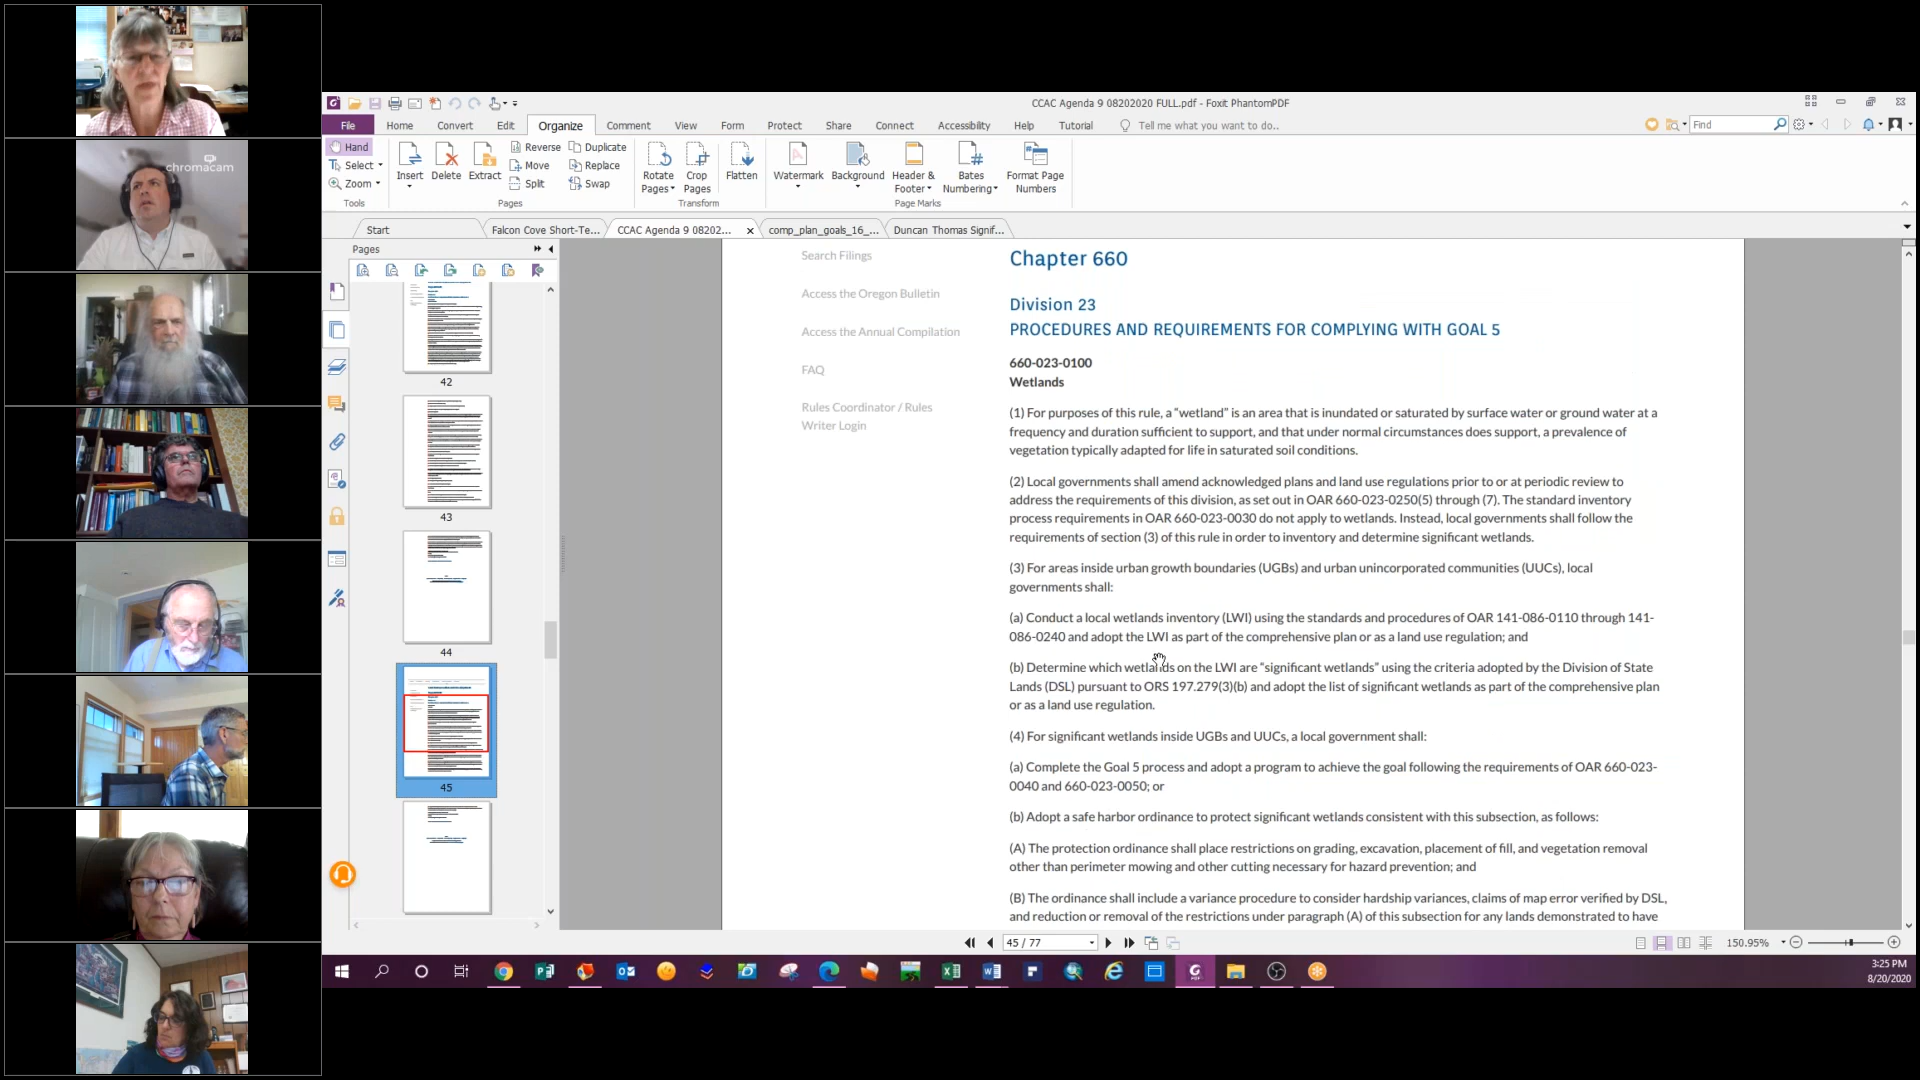 chromacam
CCAC Agenda 9 08202020 FULL.pdf - Foxit PhantomPDF
File Home Convert Edit Organize Comment View Form Protect Share Connect Accessibility Help Tutorial Tell me what you want to do.. Find
Hand
Select
Zoom
Tools
Insert Delete Extract
Reverse Duplicate
Move Replace
Split Swap
Pages
Rotate Pages Crop Pages Flatten
Transform
Watermark Background Header & Footer Bates Numbering Format Page Numbers
Page Marks
Start Falcon Cove Short-Te... CCAC Agenda 9 08202... comp_plan_goals_16_... Duncan Thomas Signif...
Pages
42
43
44
45
Search Filings
Access the Oregon Bulletin
Access the Annual Compilation
FAQ
Rules Coordinator / Rules
Writer Login
Chapter 660
Division 23
PROCEDURES AND REQUIREMENTS FOR COMPLYING WITH GOAL 5
660-023-0100
Wetlands
(1) For purposes of this rule, a “wetland” is an area that is inundated or saturated by surface water or ground water at a
frequency and duration sufficient to support, and that under normal circumstances does support, a prevalence of
vegetation typically adapted for life in saturated soil conditions.
(2) Local governments shall amend acknowledged plans and land use regulations prior to or at periodic review to
address the requirements of this division, as set out in OAR 660-023-0250(5) through (7). The standard inventory
process requirements in OAR 660-023-0030 do not apply to wetlands. Instead, local governments shall follow the
requirements of section (3) of this rule in order to inventory and determine significant wetlands.
(3) For areas inside urban growth boundaries (UGBs) and urban unincorporated communities (UUCs), local
governments shall:
(a) Conduct a local wetlands inventory (LWI) using the standards and procedures of OAR 141-086-0110 through 141-
086-0240 and adopt the LWI as part of the comprehensive plan or as a land use regulation; and
(b) Determine which wetlands on the LWI are “significant wetlands” using the criteria adopted by the Division of State
Lands (DSL) pursuant to ORS 197.279(3)(b) and adopt the list of significant wetlands as part of the comprehensive plan
or as a land use regulation.
(4) For significant wetlands inside UGBs and UUCs, a local government shall:
(a) Complete the Goal 5 process and adopt a program to achieve the goal following the requirements of OAR 660-023-
0040 and 660-023-0050; or
(b) Adopt a safe harbor ordinance to protect significant wetlands consistent with this subsection, as follows:
(A) The protection ordinance shall place restrictions on grading, excavation, placement of fill, and vegetation removal
other than perimeter mowing and other cutting necessary for hazard prevention; and
(B) The ordinance shall include a variance procedure to consider hardship variances, claims of map error verified by DSL,
and reduction or removal of the restrictions under paragraph (A) of this subsection for any lands demonstrated to have
45 / 77
150.95%
3:25 PM
8/20/2020